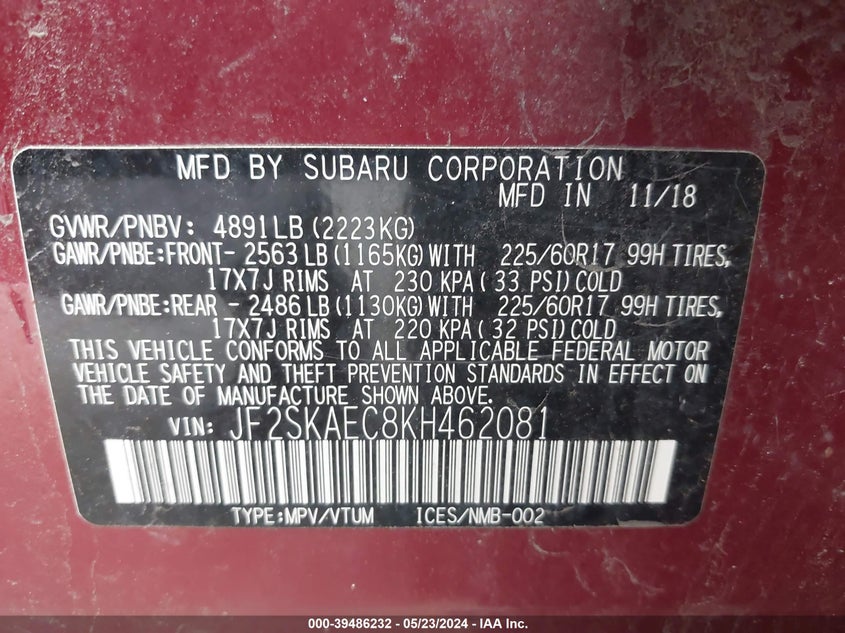 MFD BY SUBARU CORPORATION
MFD IN 11/18
GVWR/PNBV: 4891LB (2223KG)
GAWR/PNBE:FRONT- 2563 LB (1165KG) WITH 225/60R17 99H TIRES,
17X7J RIMS AT 230 KPA ( 33 PSI) COLD
GAWR/PNBE:REAR - 2486 LB (1130KG) WITH 225/60R17 99H TIRES,
17X7J RIMS AT 220 KPA ( 32 PSI) COLD
THIS VEHICLE CONFORMS TO ALL APPLICABLE FEDERAL MOTOR
VEHICLE SAFETY AND THEFT PREVENTION STANDARDS IN EFFECT ON
THE DATE OF MANUFACTURE SHOWN ABOVE.
VIN: JF2SKAEC8KH462081
TYPE:MPV/VTUM ICES/NMB-002
000-39486232 - 05/23/2024 - IAA Inc.